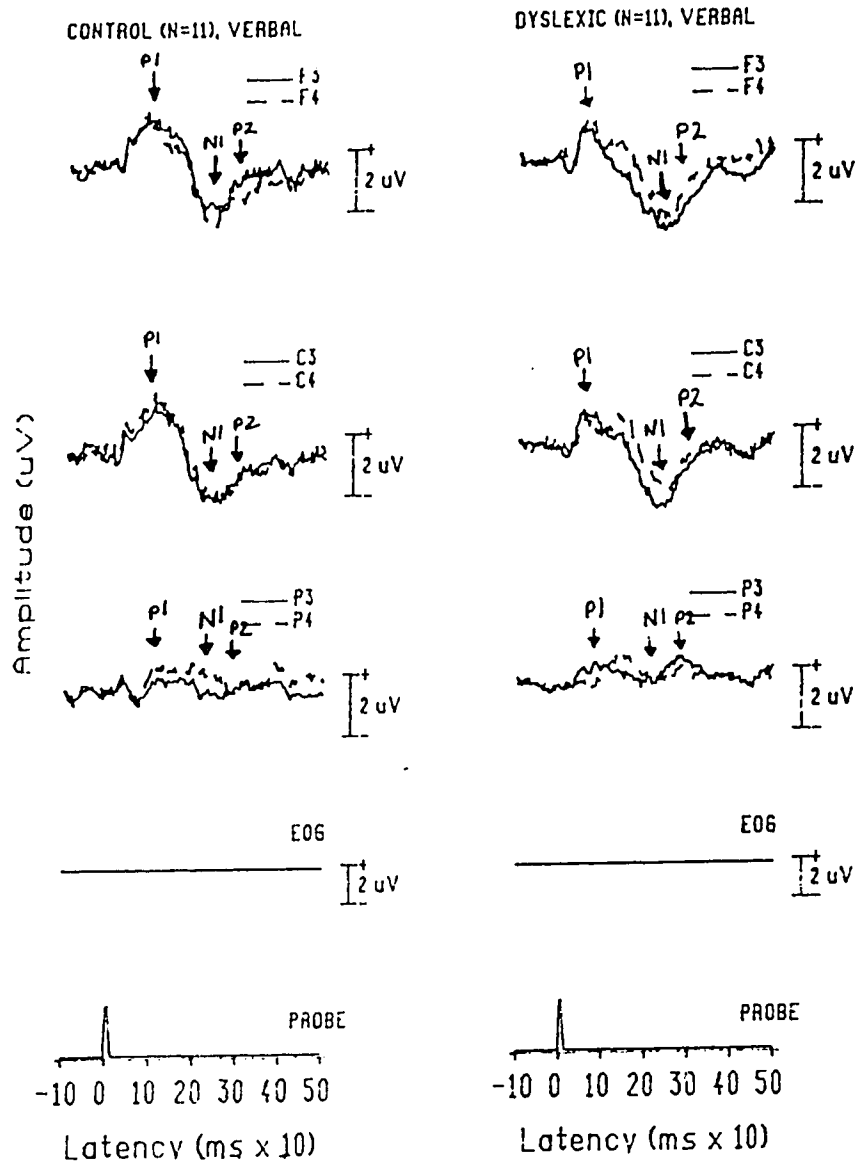 CONTROL (N=11), VERBAL
P1
F3
F4
N1
P2
+
2 uV
-
P1
C3
C4
N1
P2
+
2 uV
-
P1
N1
P3
P4
P2
+
2 uV
-
EOG
+
2 uV
-
PROBE
-10 0 10 20 30 40 50
Latency (ms x 10)
Amplitude (uV)
DYSLEXIC (N=11), VERBAL
P1
F3
F4
N1
P2
+
2 uV
-
P1
C3
C4
N1
P2
+
2 uV
-
P1
N1
P2
P3
P4
+
2 uV
-
EOG
+
2 uV
-
PROBE
-10 0 10 20 30 40 50
Latency (ms x 10)